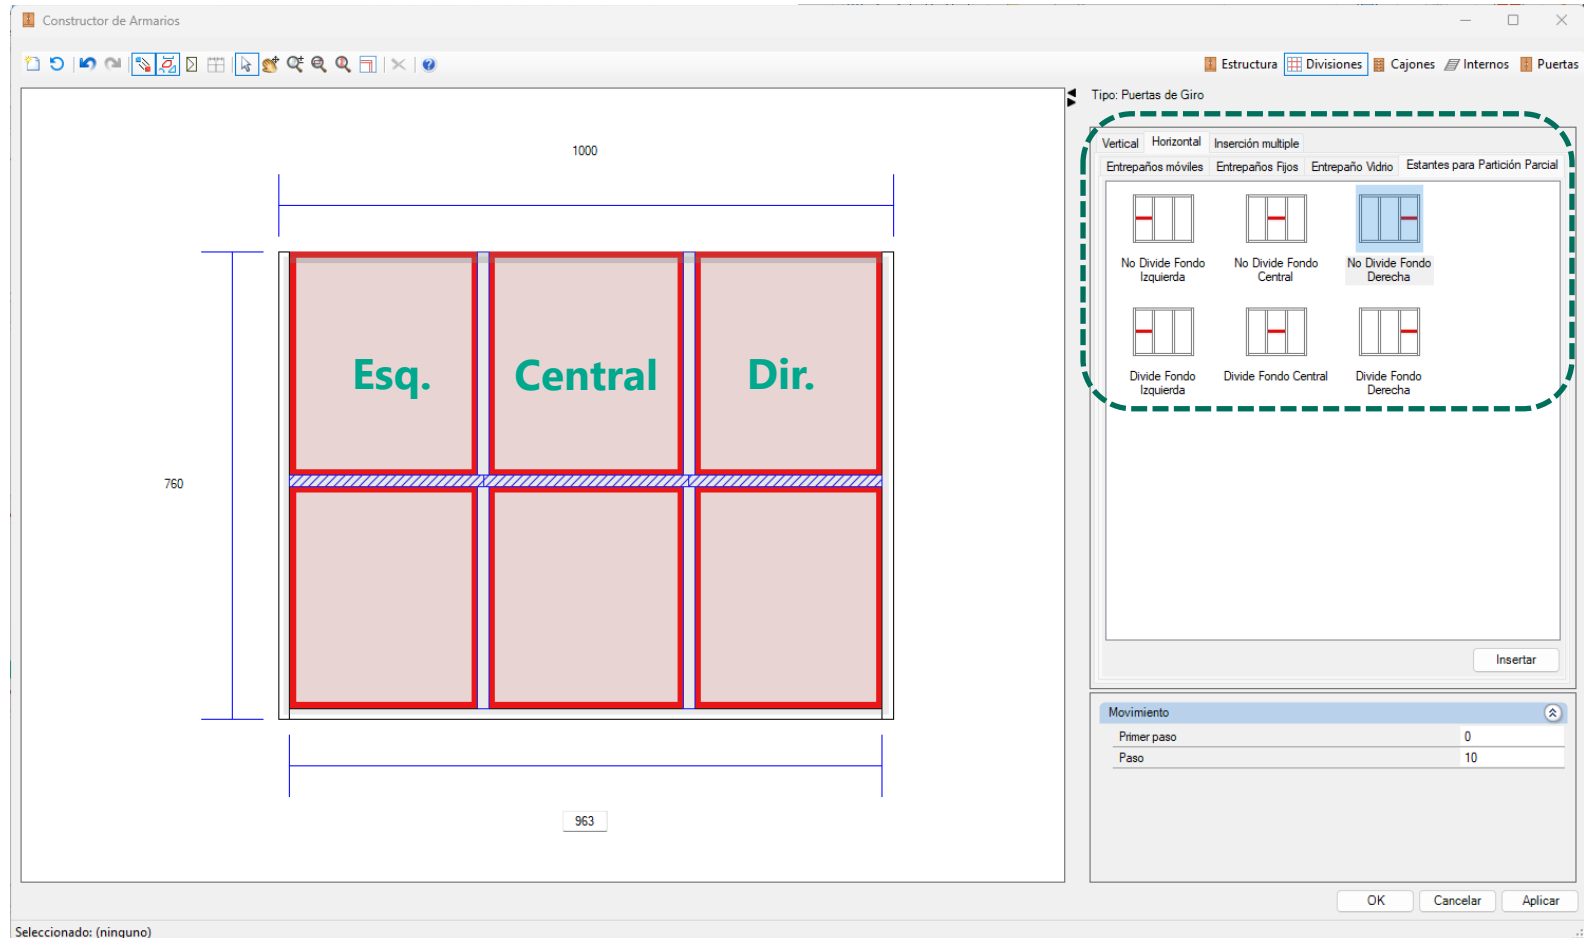 Constructor de Armarios
Estructura Divisiones Cajones Internos Puertas
Tipo: Puertas de Giro
Vertical Horizontal Inserción multiple
Entrepaños móviles Entrepaños Fijos Entrepaño Vidrio Estantes para Partición Parcial
No Divide Fondo Izquierda
No Divide Fondo Central
No Divide Fondo Derecha
Divide Fondo Izquierda
Divide Fondo Central
Divide Fondo Derecha
1000
Esq. Central Dir.
760
963
Insertar
Movimiento
Primer paso 0
Paso 10
OK Cancelar Aplicar
Seleccionado: (ninguno)